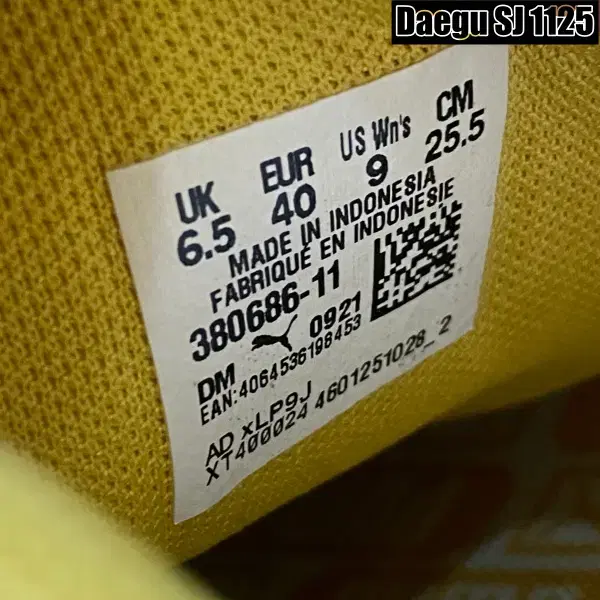 Daegu SJ 1125
UK EUR US Wn's CM
6.5 40 9 25.5
MADE IN INDONESIA
FABRIQUÉ EN INDONESIE
380686-11
DM 0921
EAN:4064536198453
AD xLP9J
XT400024 4601251028_2